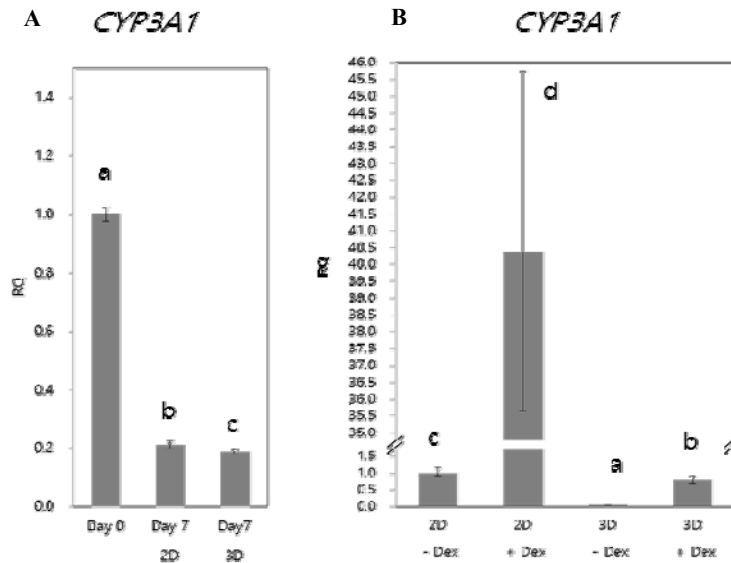 A CYP3A1
1.4
1.2
a
1.0
0.8
RQ
0.6
0.4
b
c
0.2
0.0
Day 0 Day 7 Day7
2D 3D
B CYP3A1
46.0
45.5
d
45.0
44.5
44.0
43.5
43.0
42.5
42.0
41.5
41.0
40.5
RQ
40.0
39.5
39.0
38.5
38.0
37.5
37.0
36.5
36.0
35.5
35.0
c
b
1.5
a
1.0
0.5
0.0
2D 2D 3D 3D
- Dex + Dex - Dex + Dex